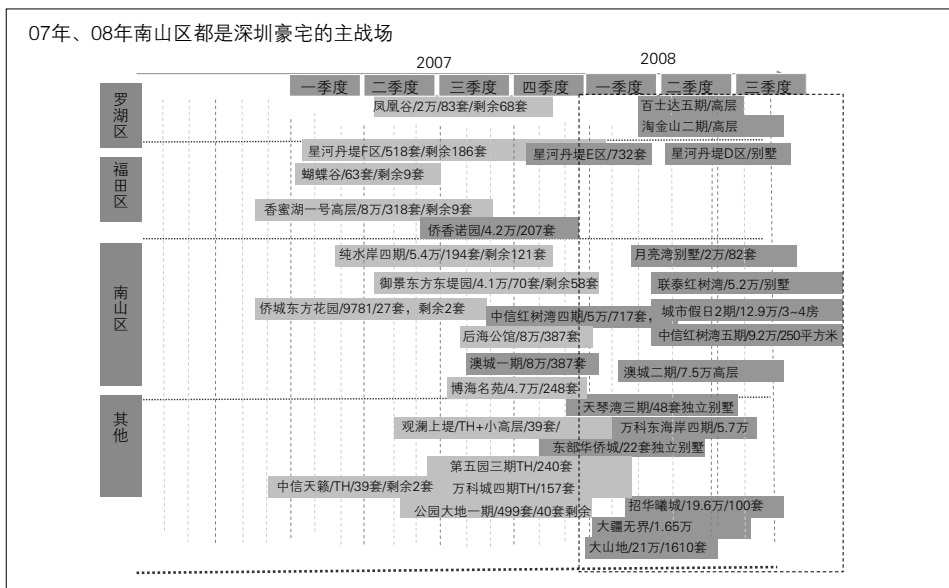 07年、08年南山区都是深圳豪宅的主战场
2007
2008
一季度
二季度
三季度
四季度
一季度
二季度
三季度
罗湖区
凤凰谷/2万/83套/剩余68套
百士达五期/高层
淘金山二期/高层
福田区
星河丹堤F区/518套/剩余186套
星河丹堤E区/732套
星河丹堤D区/别墅
蝴蝶谷/63套/剩余9套
香蜜湖一号高层/8万/318套/剩余9套
侨香诺园/4.2万/207套
南山区
纯水岸四期/5.4万/194套/剩余121套
月亮湾别墅/2万/82套
御景东方东堤园/4.1万/70套/剩余58套
联泰红树湾/5.2万/别墅
侨城东方花园/9781/27套，剩余2套
中信红树湾四期/5万/717套，
城市假日2期/12.9万/3~4房
后海公馆/8万/387套
中信红树湾五期/9.2万/250平方米
澳城一期/8万/387套
澳城二期/7.5万高层
博海名苑/4.7万/248套
其他
天琴湾三期/48套独立别墅
观澜上堤/TH+小高层/39套/
万科东海岸四期/5.7万
东部华侨城/22套独立别墅
第五园三期TH/240套
中信天籁/TH/39套/剩余2套
万科城四期TH/157套
公园大地一期/499套/40套剩余
招华曦城/19.6万/100套
大疆无界/1.65万
大山地/21万/1610套